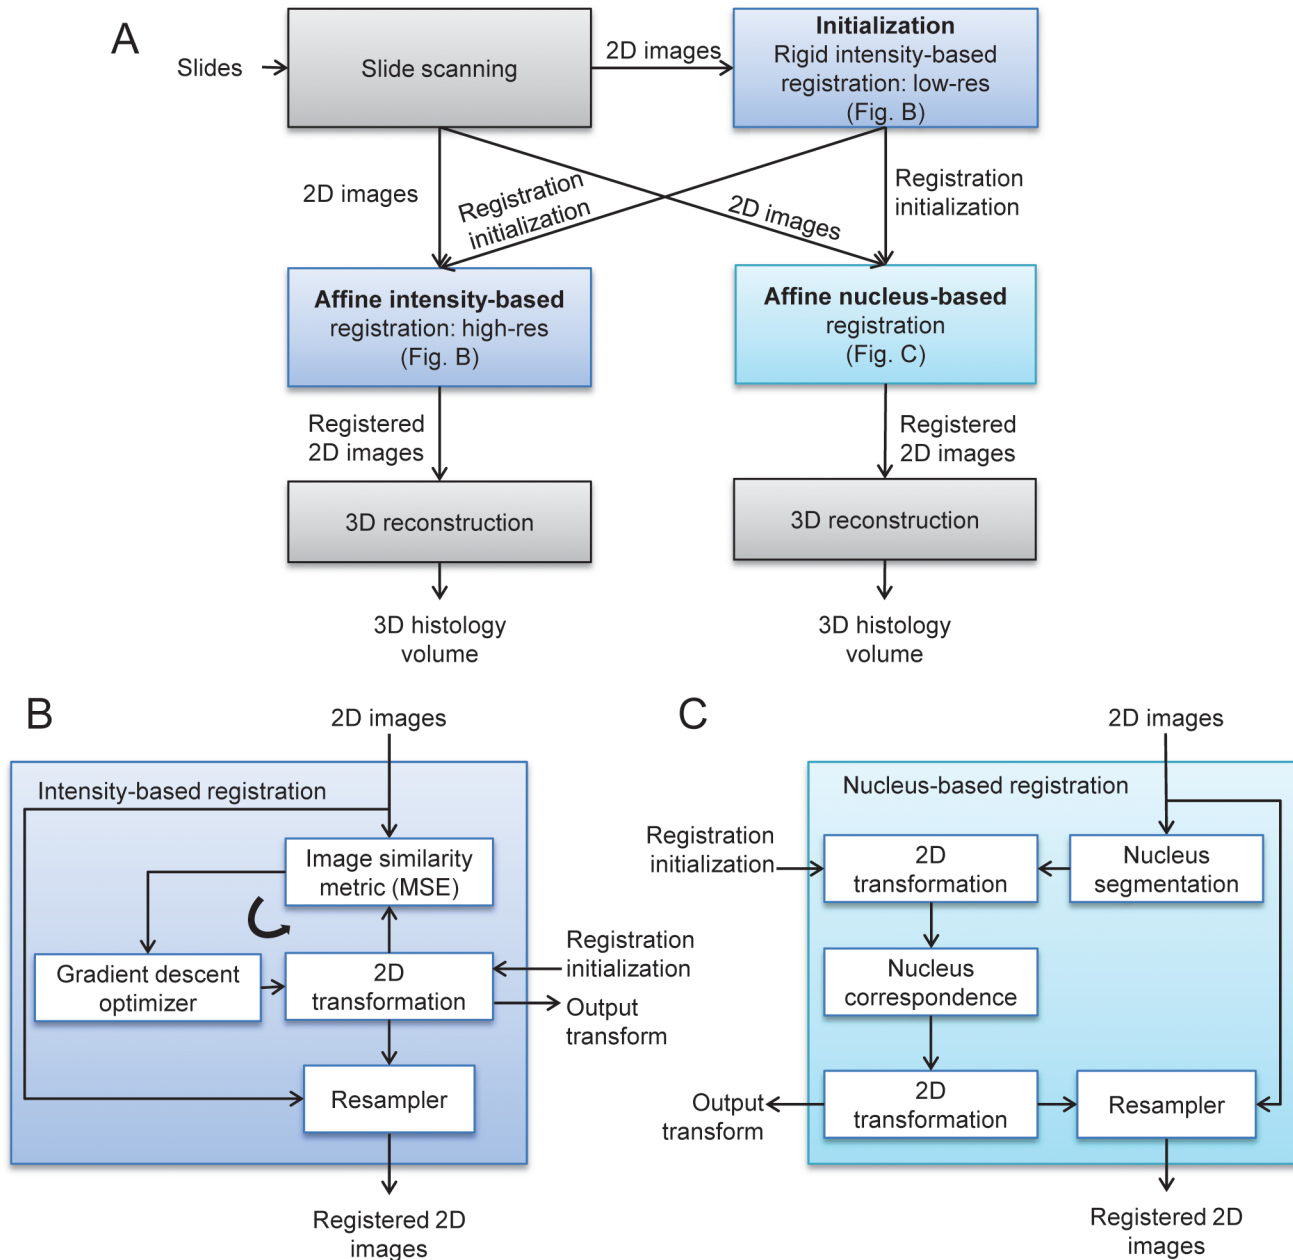 A
Slides
Slide scanning
2D images
Initialization
Rigid intensity-based
registration: low-res
(Fig. B)
2D images
Registration
initialization
2D images
Registration
initialization
Affine intensity-based
registration: high-res
(Fig. B)
Affine nucleus-based
registration
(Fig. C)
Registered
2D images
Registered
2D images
3D reconstruction
3D reconstruction
3D histology
volume
3D histology
volume
B
2D images
Intensity-based registration
Image similarity
metric (MSE)
Gradient descent
optimizer
2D
transformation
Registration
initialization
Output
transform
Resampler
Registered 2D
images
C
2D images
Nucleus-based registration
Registration
initialization
2D
transformation
Nucleus
segmentation
Nucleus
correspondence
Output
transform
2D
transformation
Resampler
Registered 2D
images